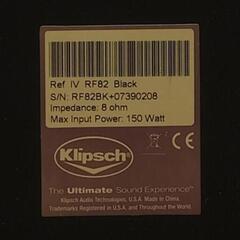 Ref IV RF82 Black
S/N: RF82BK+07390208
Impedance: 8 ohm
Max Input Power: 150 Watt
Klipsch®
CE
The Ultimate Sound Experience™
Klipsch Audio Technologies, U.S.A. Made in China.
Trademarks Registered in U.S.A. and Throughout the World.